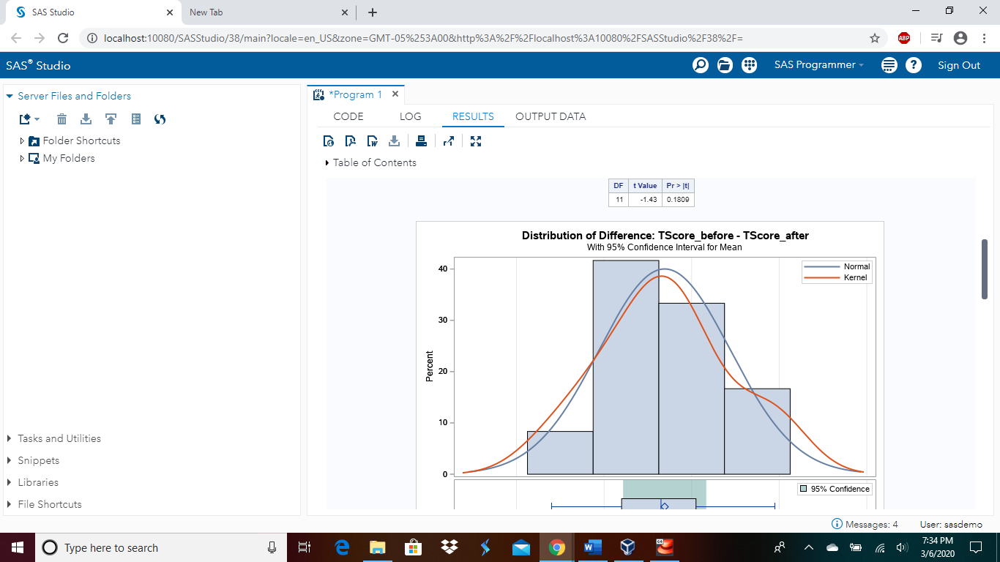 SAS Studio
New Tab
localhost:10080/SASStudio/38/main?locale=en_US&zone=GMT-05%253A00&http%3A%2F%2Flocalhost%3A10080%2FSASStudio%2F38%2F=
ABP
SAS® Studio
SAS Programmer
Sign Out
Server Files and Folders
Folder Shortcuts
My Folders
Tasks and Utilities
Snippets
Libraries
File Shortcuts
*Program 1
CODE LOG RESULTS OUTPUT DATA
Table of Contents
DF t Value Pr > |t|
11 -1.43 0.1809
Distribution of Difference: TScore_before - TScore_after
With 95% Confidence Interval for Mean
Normal
Kernel
Percent
40
30
20
10
0
95% Confidence
Messages: 4 User: sasdemo
Type here to search
7:34 PM
3/6/2020